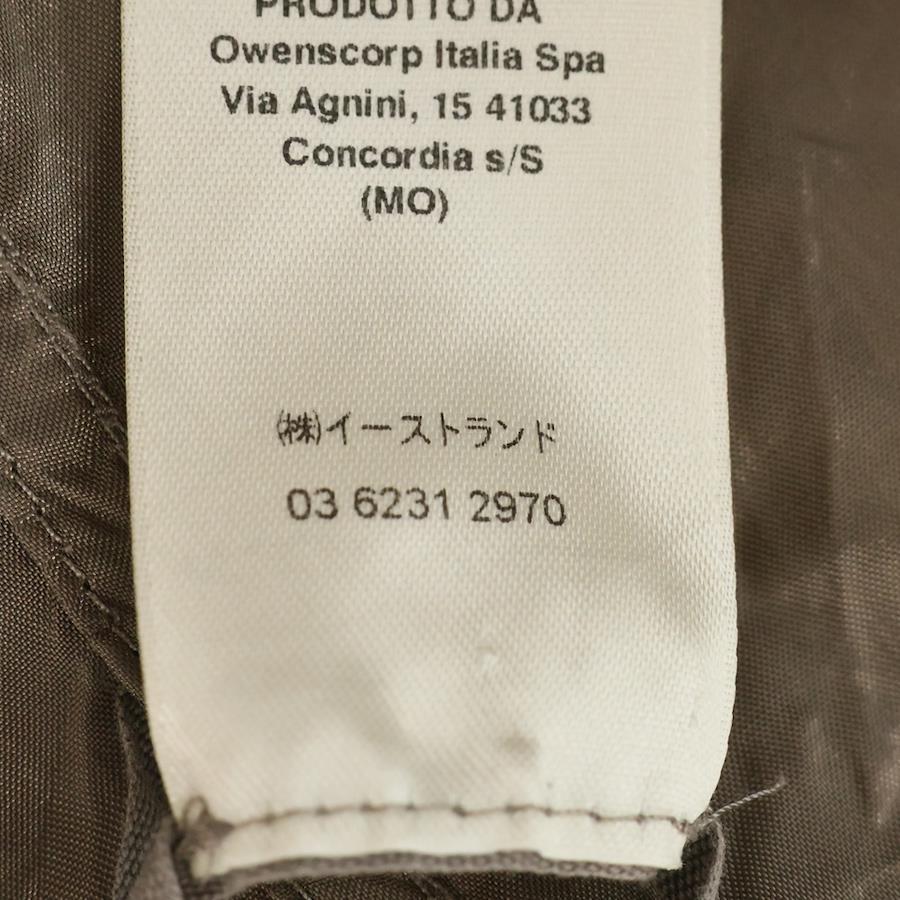 PRODOTTO DA
Owenscorp Italia Spa
Via Agnini, 15 41033
Concordia s/S
(MO)
㈱イーストランド
03 6231 2970